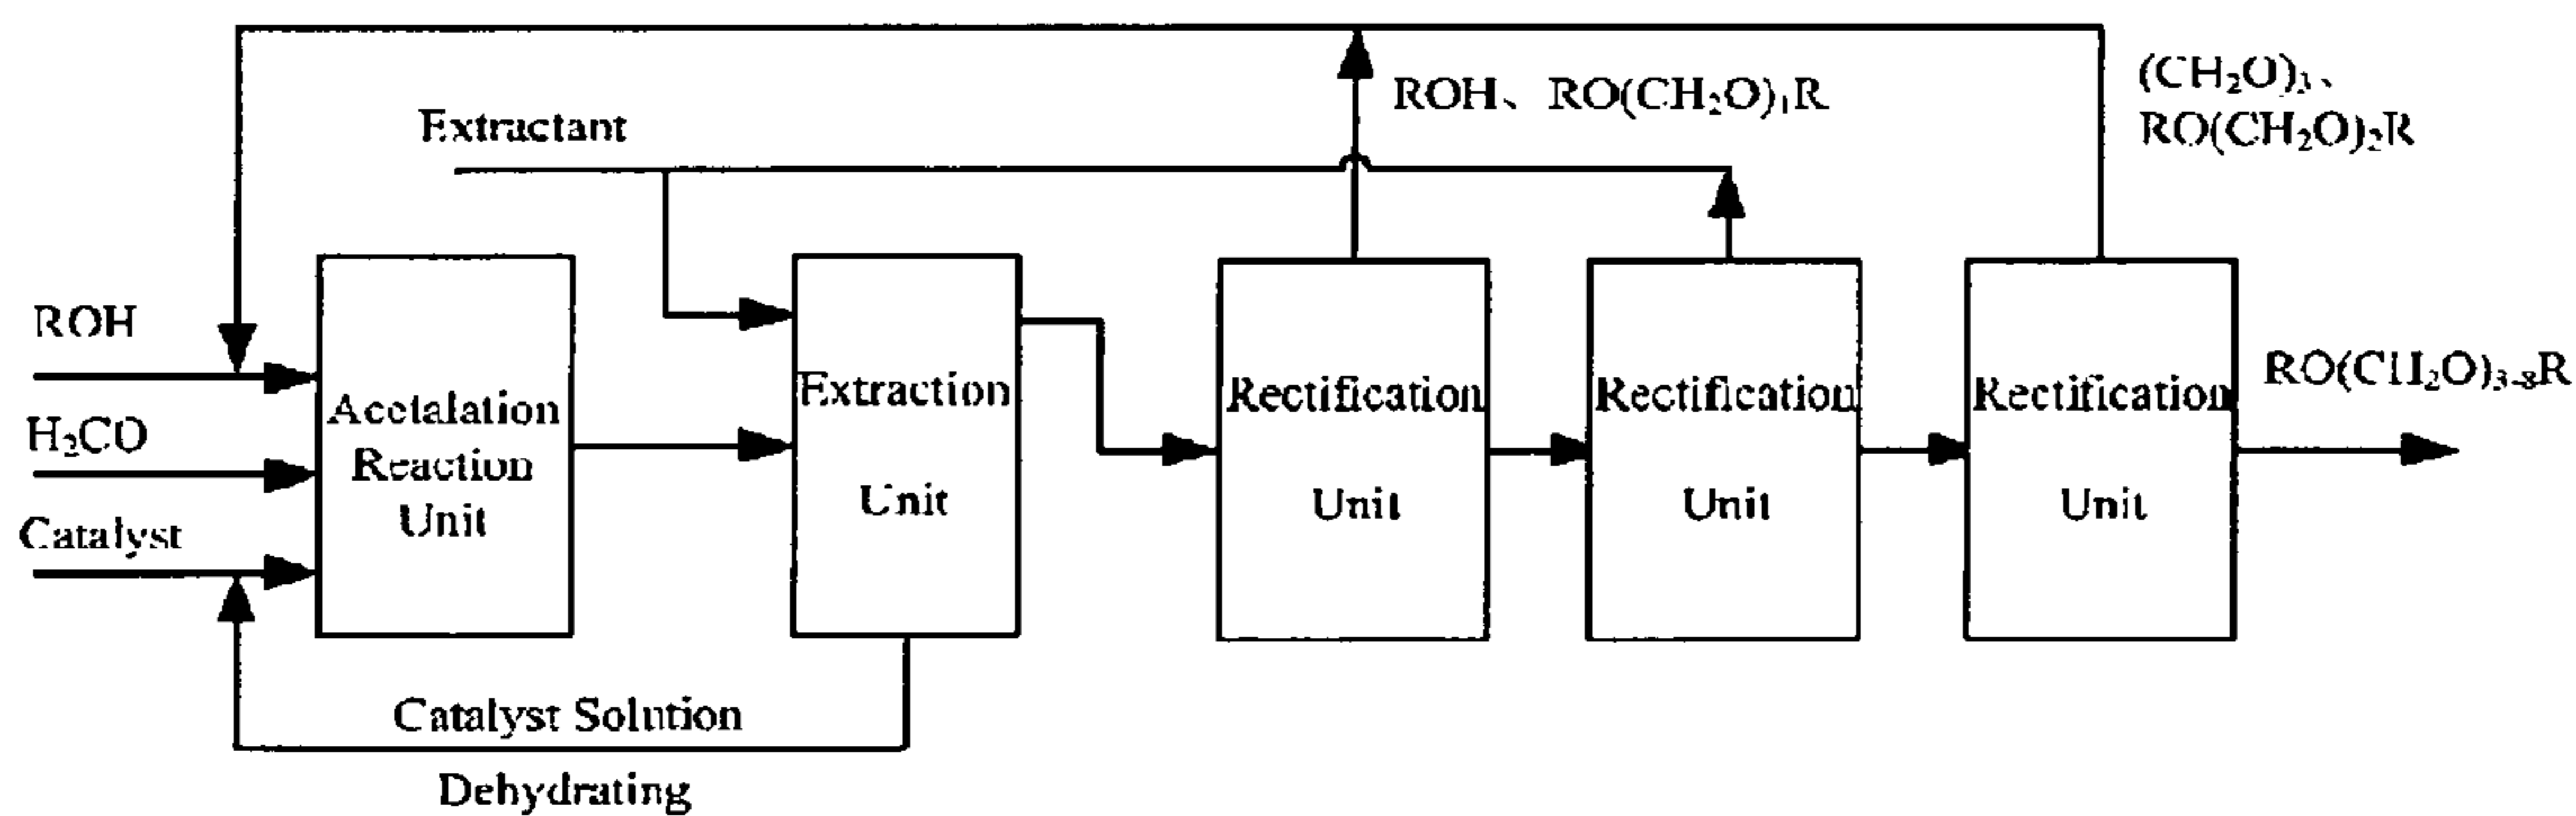 (CH₂O)₃、
RO(CH₂O)₂R
ROH、RO(CH₂O)₁R
Extractant
ROH
H₂CO
Catalyst
Acetalation
Reaction
Unit
Extraction
Unit
Rectification
Unit
Rectification
Unit
Rectification
Unit
RO(CH₂O)₃₋₈R
Catalyst Solution
Dehydrating